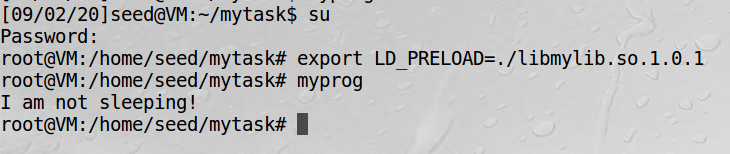 [09/02/20]seed@VM:~/mytask$ su
Password:
root@VM:/home/seed/mytask# export LD_PRELOAD=./libmylib.so.1.0.1
root@VM:/home/seed/mytask# myprog
I am not sleeping!
root@VM:/home/seed/mytask#